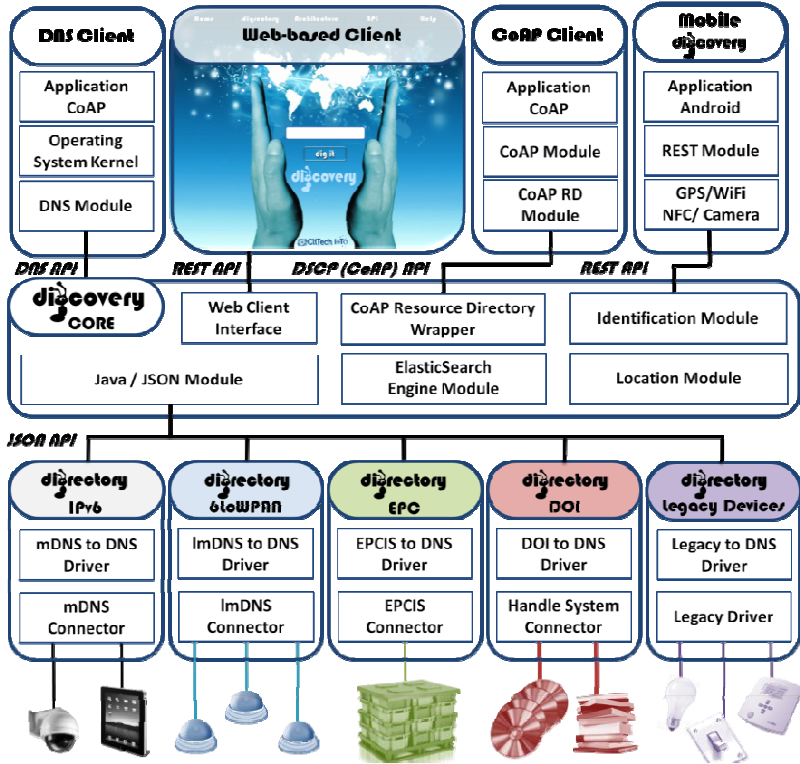 DNS Client
Application
CoAP
Operating
System Kernel
DNS Module
Home digrectory Architecture API Help
Web-based Client
dig it
digcovery
CoAP Client
Application
CoAP
CoAP Module
CoAP RD
Module
Mobile
digcovery
Application
Android
REST Module
GPS/WiFi
NFC/ Camera
DNS API
REST API
DSCP (CoAP) API
REST API
digcovery
CORE
Web Client
Interface
CoAP Resource Directory
Wrapper
Identification Module
Java / JSON Module
ElasticSearch
Engine Module
Location Module
JSON API
digrectory
IPv6
mDNS to DNS
Driver
mDNS
Connector
digrectory
6loWPAN
lmDNS to DNS
Driver
lmDNS
Connector
digrectory
EPC
EPCIS to DNS
Driver
EPCIS
Connector
digrectory
DOI
DOI to DNS
Driver
Handle System
Connector
digrectory
Legacy Devices
Legacy to DNS
Driver
Legacy Driver